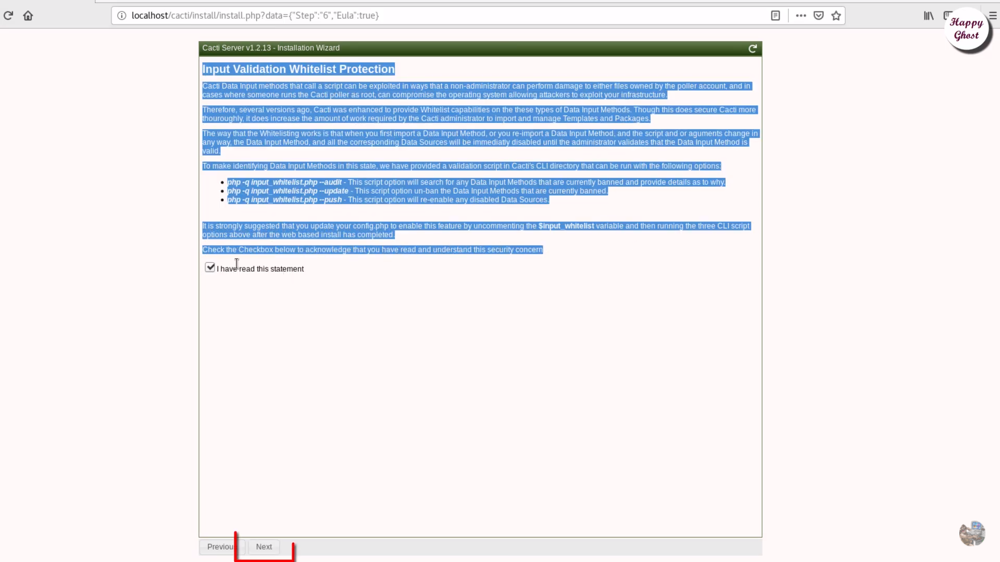 localhost/cacti/install/install.php?data={"Step":"6","Eula":true}
Happy
Ghost
Cacti Server v1.2.13 - Installation Wizard
Input Validation Whitelist Protection
Cacti Data Input methods that call a script can be exploited in ways that a non-administrator can perform damage to either files owned by the poller account, and in
cases where someone runs the Cacti poller as root, can compromise the operating system allowing attackers to exploit your infrastructure.
Therefore, several versions ago, Cacti was enhanced to provide Whitelist capabilities on the these types of Data Input Methods. Though this does secure Cacti more
thouroughly, it does increase the amount of work required by the Cacti administrator to import and manage Templates and Packages.
The way that the Whitelisting works is that when you first import a Data Input Method, or you re-import a Data Input Method, and the script and or aguments change in
any way, the Data Input Method, and all the corresponding Data Sources will be immediatly disabled until the administrator validates that the Data Input Method is
valid.
To make identifying Data Input Methods in this state, we have provided a validation script in Cacti's CLI directory that can be run with the following options:
• php -q input_whitelist.php --audit - This script option will search for any Data Input Methods that are currently banned and provide details as to why.
• php -q input_whitelist.php --update - This script option un-ban the Data Input Methods that are currently banned.
• php -q input_whitelist.php --push - This script option will re-enable any disabled Data Sources.
It is strongly suggested that you update your config.php to enable this feature by uncommenting the $input_whitelist variable and then running the three CLI script
options above after the web based install has completed.
Check the Checkbox below to acknowledge that you have read and understand this security concern
I have read this statement
Previous Next